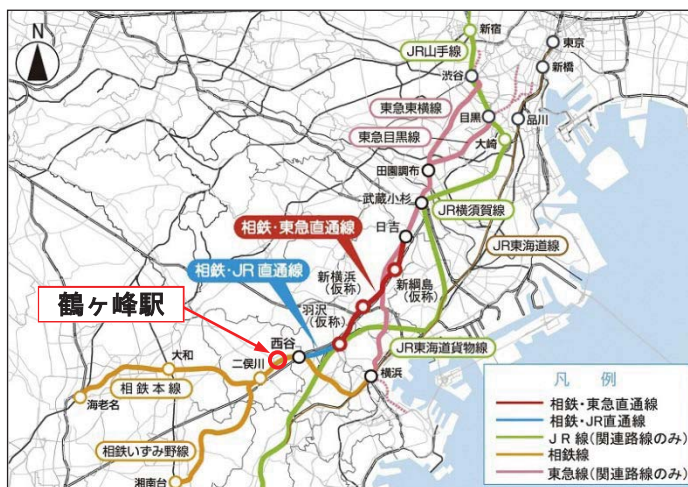 N
新宿
JR山手線
東京
新橋
渋谷
東急東横線
目黒
品川
東急目黒線
大崎
田園調布
武蔵小杉
JR横須賀線
日吉
相鉄・東急直通線
JR東海道線
相鉄・JR直通線
新横浜
(仮称)
新綱島
(仮称)
羽沢
(仮称)
鶴ヶ峰駅
西谷
JR東海道貨物線
大和
二俣川
横浜
相鉄本線
海老名
相鉄いずみ野線
湘南台
凡例
相鉄・東急直通線
相鉄・JR直通線
JR線(関連路線のみ)
相鉄線
東急線(関連路線のみ)